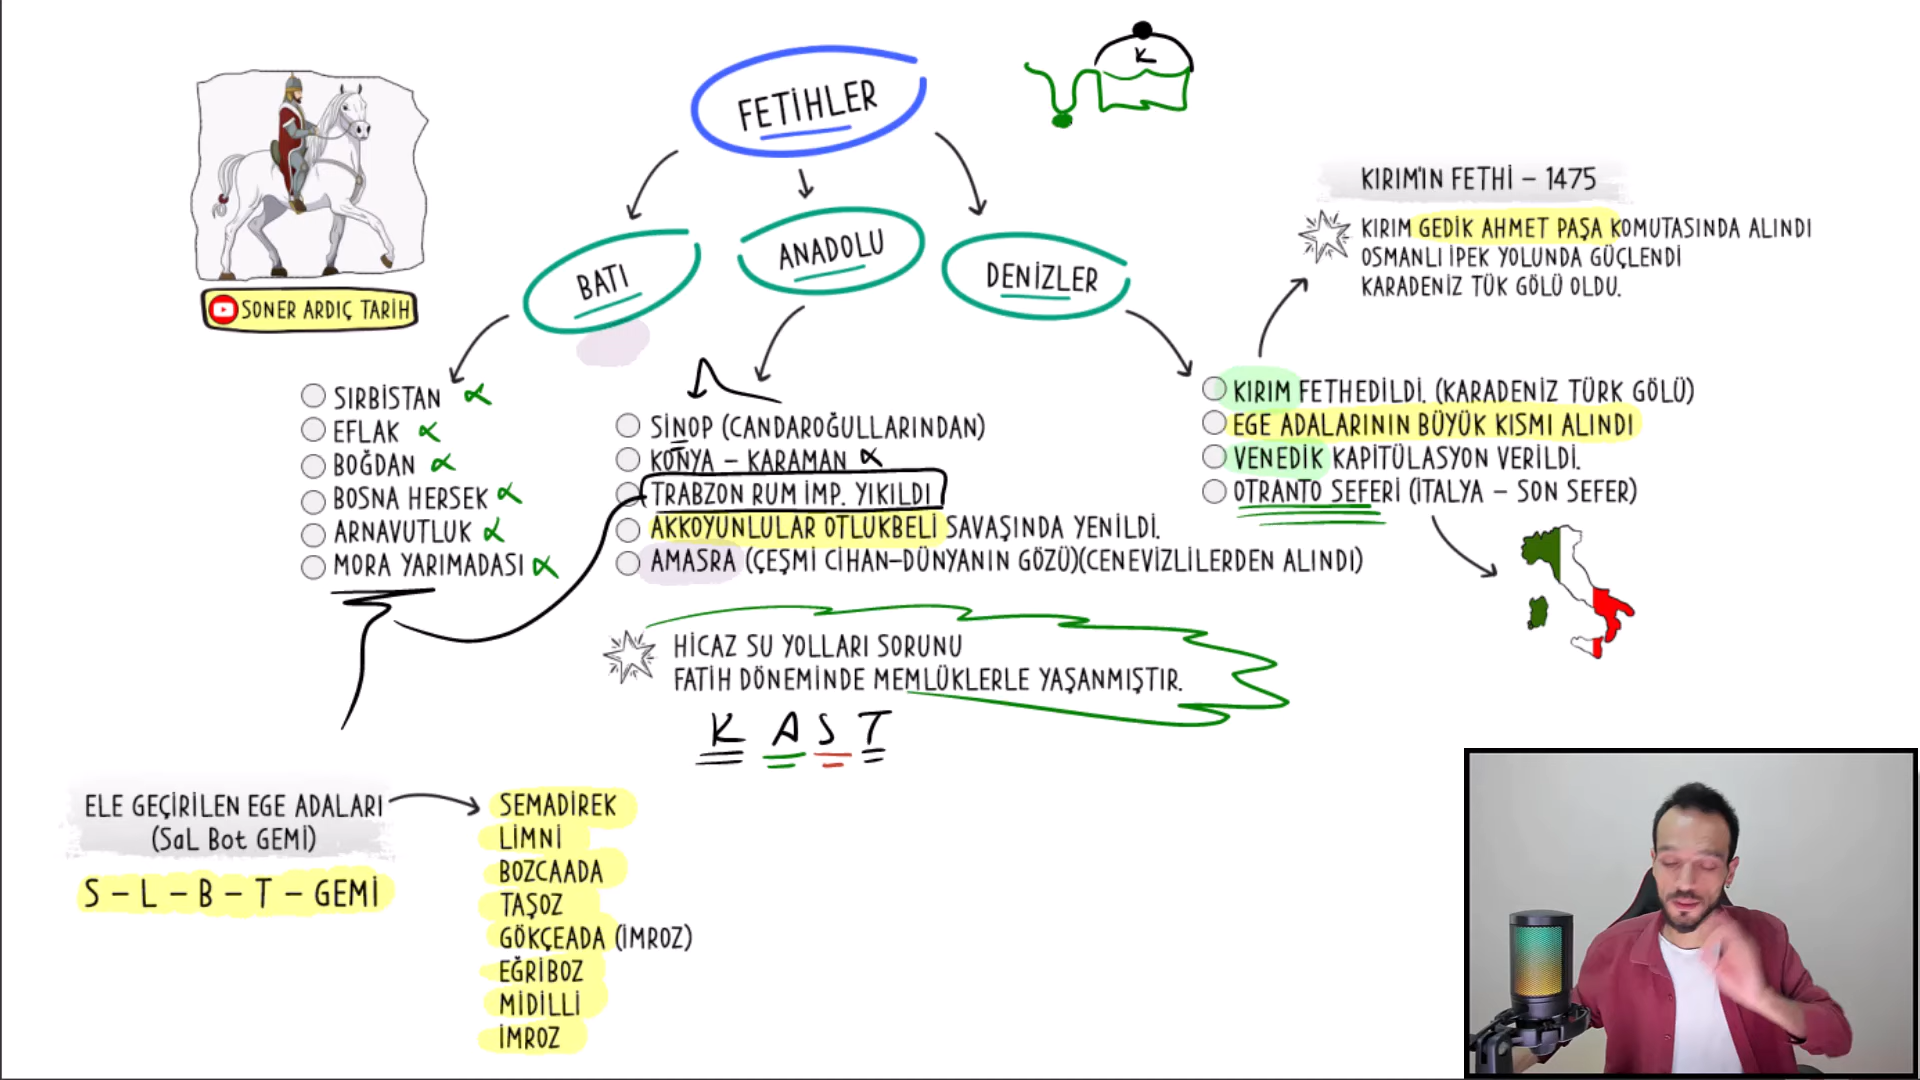 FETİHLER
K
BATI
ANADOLU
DENİZLER
SONER ARDIÇ TARİH
SIRBİSTAN
EFLAK
BOĞDAN
BOSNA HERSEK
ARNAVUTLUK
MORA YARIMADASI
SİNOP (CANDAROĞULLARINDAN)
KONYA – KARAMAN
TRABZON RUM İMP. YIKILDI
AKKOYUNLULAR OTLUKBELİ SAVAŞINDA YENİLDİ.
AMASRA (ÇEŞMİ CİHAN–DÜNYANIN GÖZÜ)(CENEVİZLİLERDEN ALINDI)
HİCAZ SU YOLLARI SORUNU
FATİH DÖNEMİNDE MEMLÜKLERLE YAŞANMIŞTIR.
K A S T
KIRIM'IN FETHİ – 1475
KIRIM GEDİK AHMET PAŞA KOMUTASINDA ALINDI
OSMANLI İPEK YOLUNDA GÜÇLENDİ
KARADENİZ TÜK GÖLÜ OLDU.
KIRIM FETHEDİLDİ. (KARADENİZ TÜRK GÖLÜ)
EGE ADALARININ BÜYÜK KISMI ALINDI
VENEDİK KAPİTÜLASYON VERİLDİ.
OTRANTO SEFERİ (İTALYA – SON SEFER)
ELE GEÇİRİLEN EGE ADALARI
(SaL Bot GEMİ)
S – L – B – T – GEMİ
SEMADİREK
LİMNİ
BOZCAADA
TAŞOZ
GÖKÇEADA (İMROZ)
EĞRİBOZ
MİDİLLİ
İMROZ